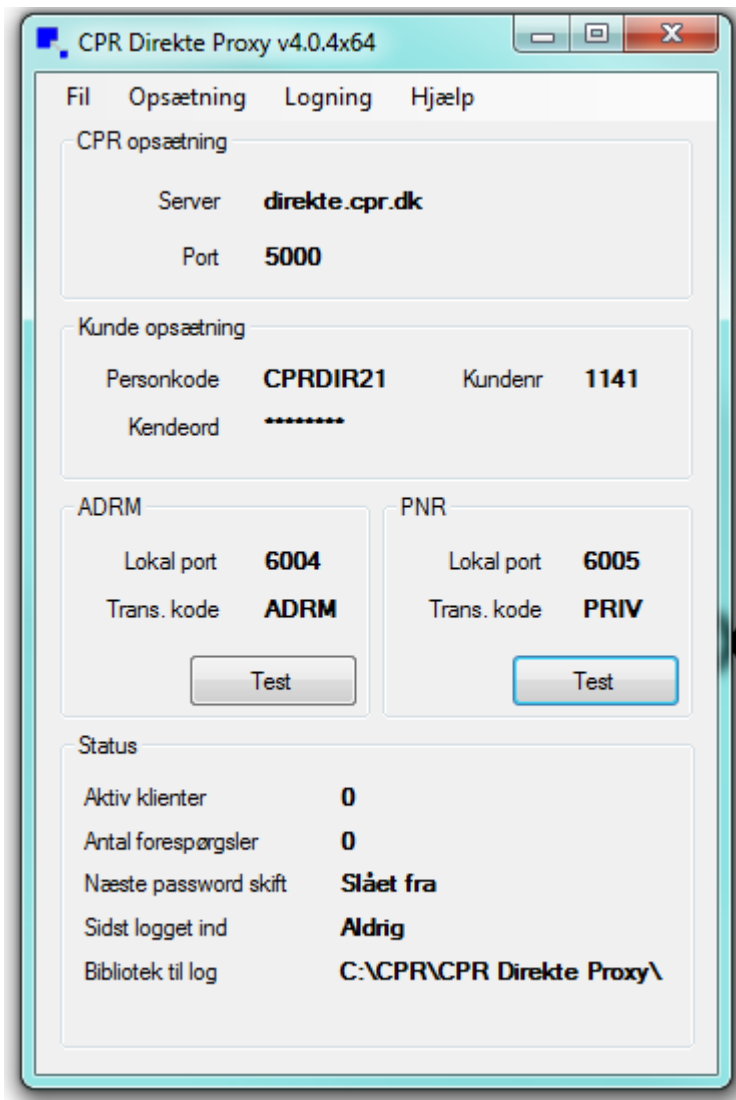 CPR Direkte Proxy v4.0.4x64
Fil Opsætning Logning Hjælp
CPR opsætning
Server direkte.cpr.dk
Port 5000
Kunde opsætning
Personkode CPRDIR21 Kundenr 1141
Kendeord ********
ADRM PNR
Lokal port 6004 Lokal port 6005
Trans. kode ADRM Trans. kode PRIV
Test Test
Status
Aktiv klienter 0
Antal forespørgsler 0
Næste password skift Slået fra
Sidst logget ind Aldrig
Bibliotek til log C:\CPR\CPR Direkte Proxy\